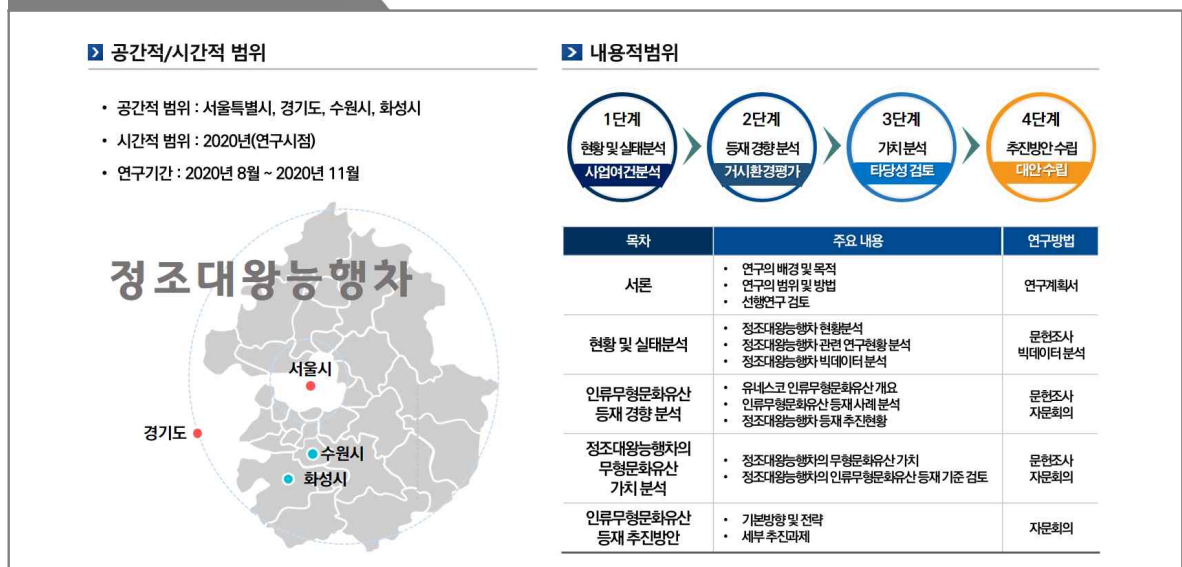 공간적/시간적 범위
• 공간적 범위 : 서울특별시, 경기도, 수원시, 화성시
• 시간적 범위 : 2020년(연구시점)
• 연구기간 : 2020년 8월 ~ 2020년 11월
정조대왕능행차
서울시
경기도
수원시
화성시
내용적범위
1단계
현황 및 실태분석
사업여건분석
2단계
등재 경향 분석
거시환경평가
3단계
가치 분석
타당성 검토
4단계
추진방안 수립
대안 수립
목차 주요 내용 연구방법
서론
• 연구의 배경 및 목적
• 연구의 범위 및 방법
• 선행연구 검토
연구계획서
현황 및 실태분석
• 정조대왕능행차 현황분석
• 정조대왕능행차 관련 연구현황 분석
• 정조대왕능행차 빅데이터 분석
문헌조사
빅데이터 분석
인류무형문화유산
등재 경향 분석
• 유네스코 인류무형문화유산 개요
• 인류무형문화유산 등재 사례 분석
• 정조대왕능행차 등재 추진현황
문헌조사
자문회의
정조대왕능행차의
무형문화유산
가치 분석
• 정조대왕능행차의 무형문화유산 가치
• 정조대왕능행차의 인류무형문화유산 등재 기준 검토
문헌조사
자문회의
인류무형문화유산
등재 추진방안
• 기본방향 및 전략
• 세부 추진과제
자문회의